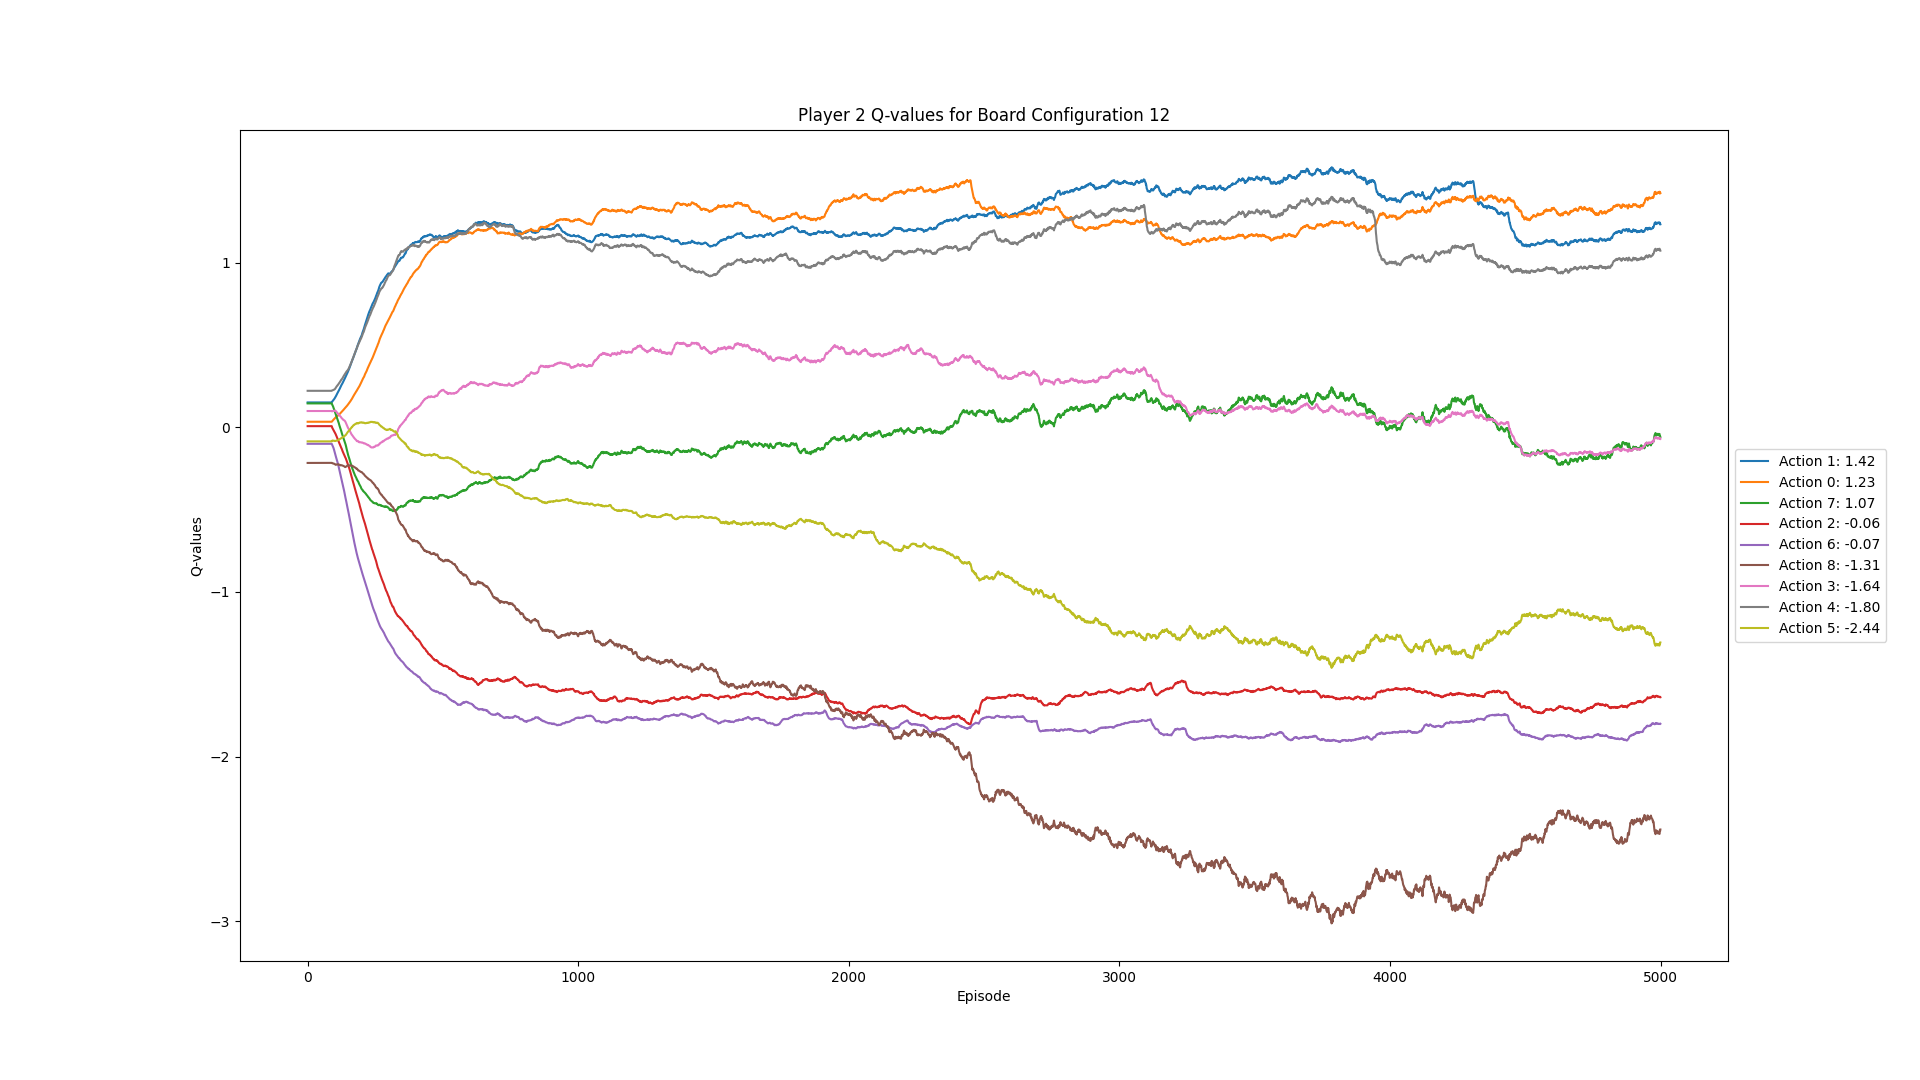 Player 2 Q-values for Board Configuration 12
Q-values
1
0
−1
−2
−3
0 1000 2000 3000 4000 5000
Episode
Action 1: 1.42
Action 0: 1.23
Action 7: 1.07
Action 2: -0.06
Action 6: -0.07
Action 8: -1.31
Action 3: -1.64
Action 4: -1.80
Action 5: -2.44